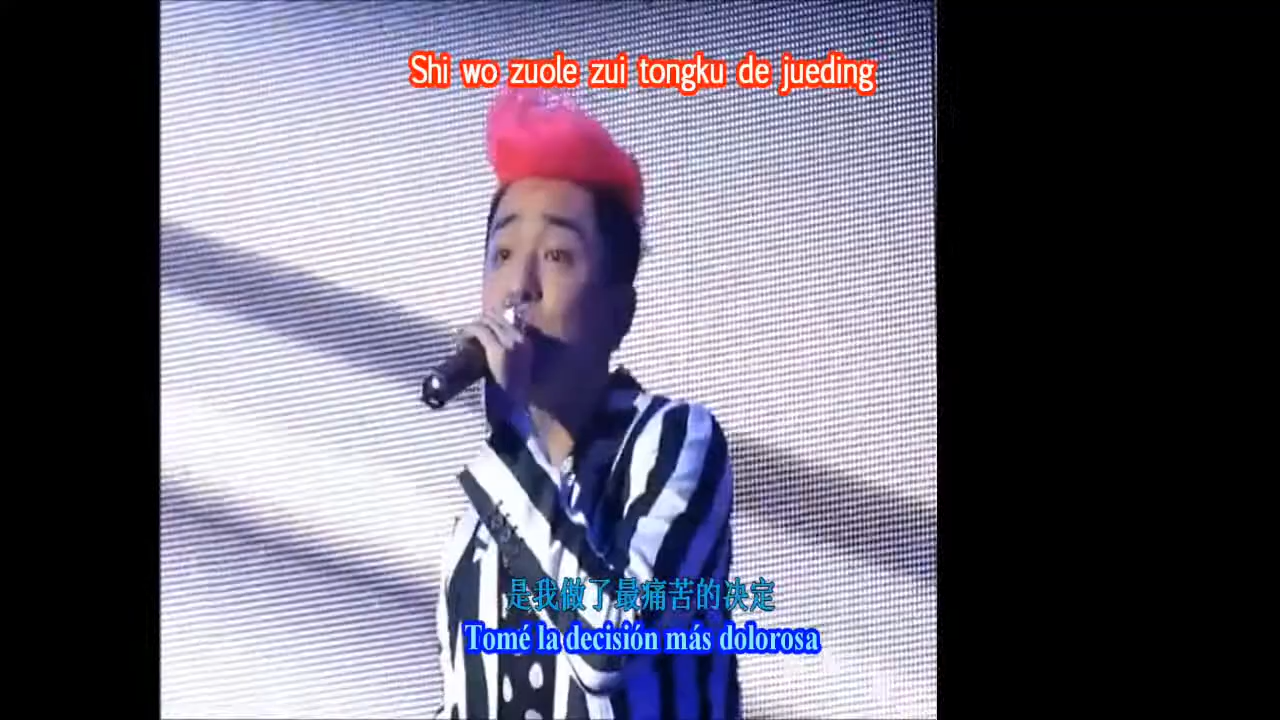 Shi wo zuole zui tongku de jueding
是我做了最痛苦的决定
Tomé la decisión más dolorosa